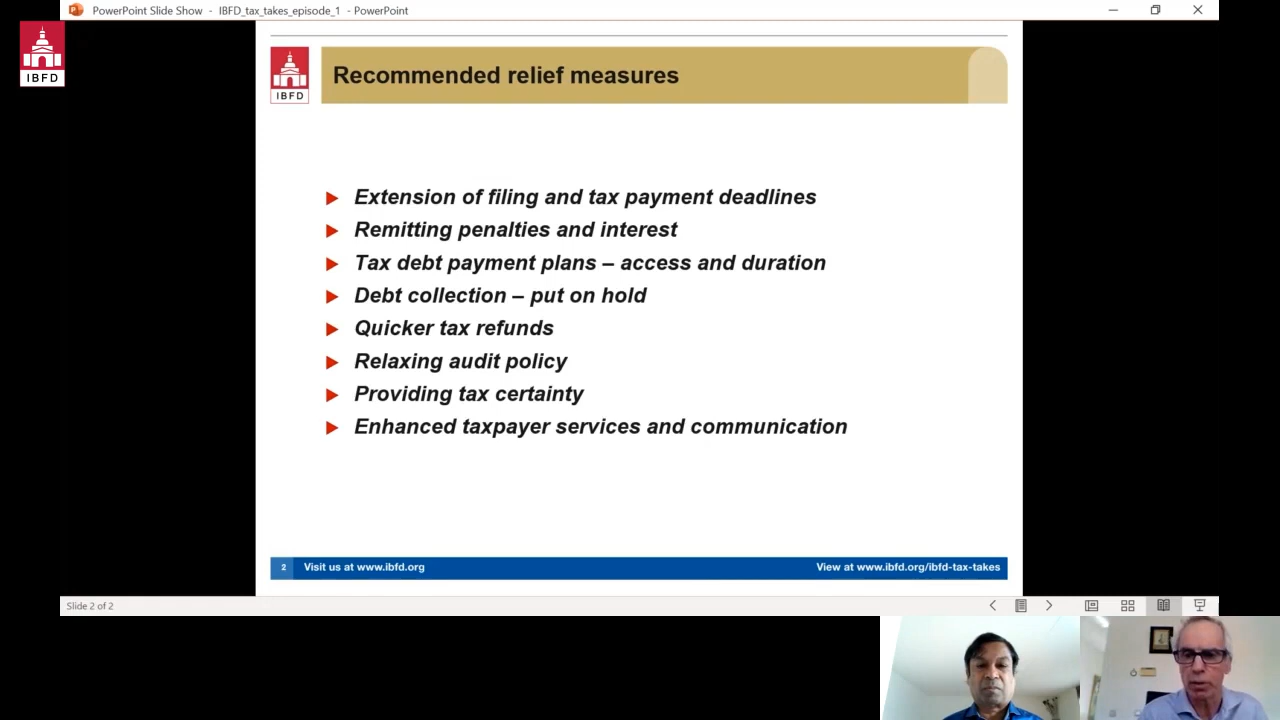 PowerPoint Slide Show - IBFD_tax_takes_episode_1 - PowerPoint
IBFD
IBFD
Recommended relief measures
Extension of filing and tax payment deadlines
Remitting penalties and interest
Tax debt payment plans – access and duration
Debt collection – put on hold
Quicker tax refunds
Relaxing audit policy
Providing tax certainty
Enhanced taxpayer services and communication
2 Visit us at www.ibfd.org View at www.ibfd.org/ibfd-tax-takes
Slide 2 of 2